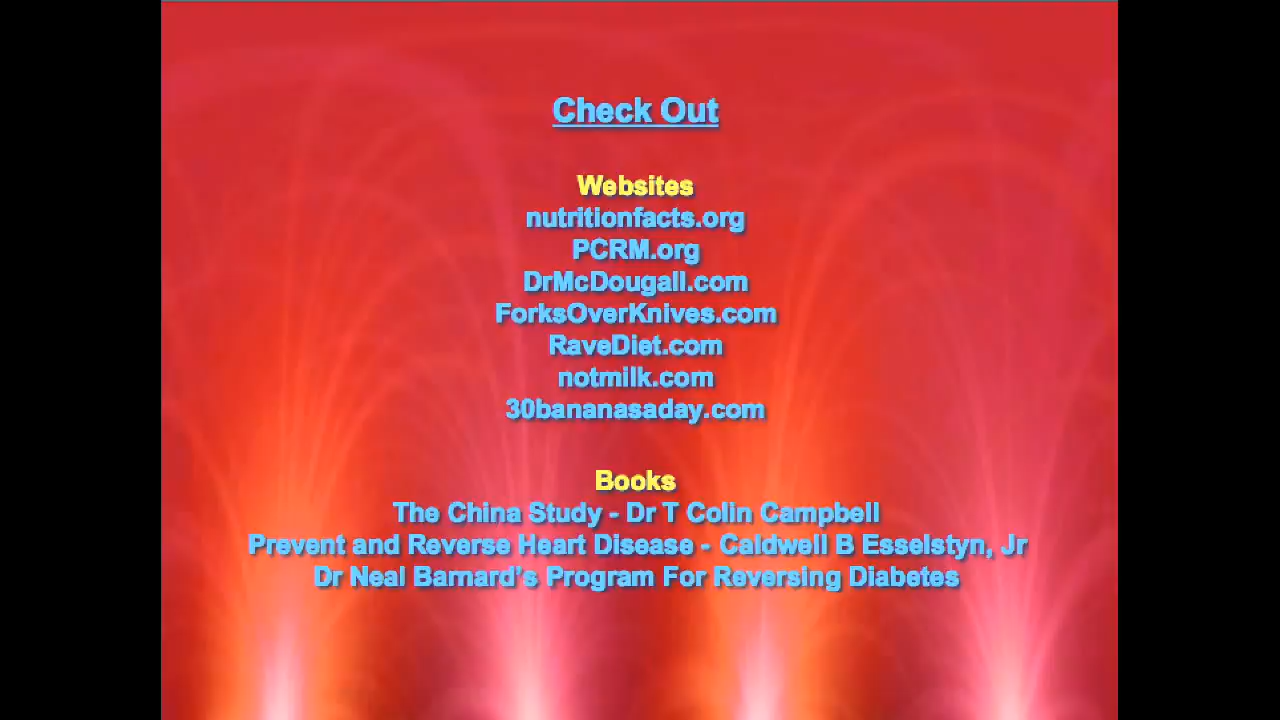 Check Out
Websites
nutritionfacts.org
PCRM.org
DrMcDougall.com
ForksOverKnives.com
RaveDiet.com
notmilk.com
30bananasaday.com
Books
The China Study - Dr T Colin Campbell
Prevent and Reverse Heart Disease - Caldwell B Esselstyn, Jr
Dr Neal Barnard’s Program For Reversing Diabetes